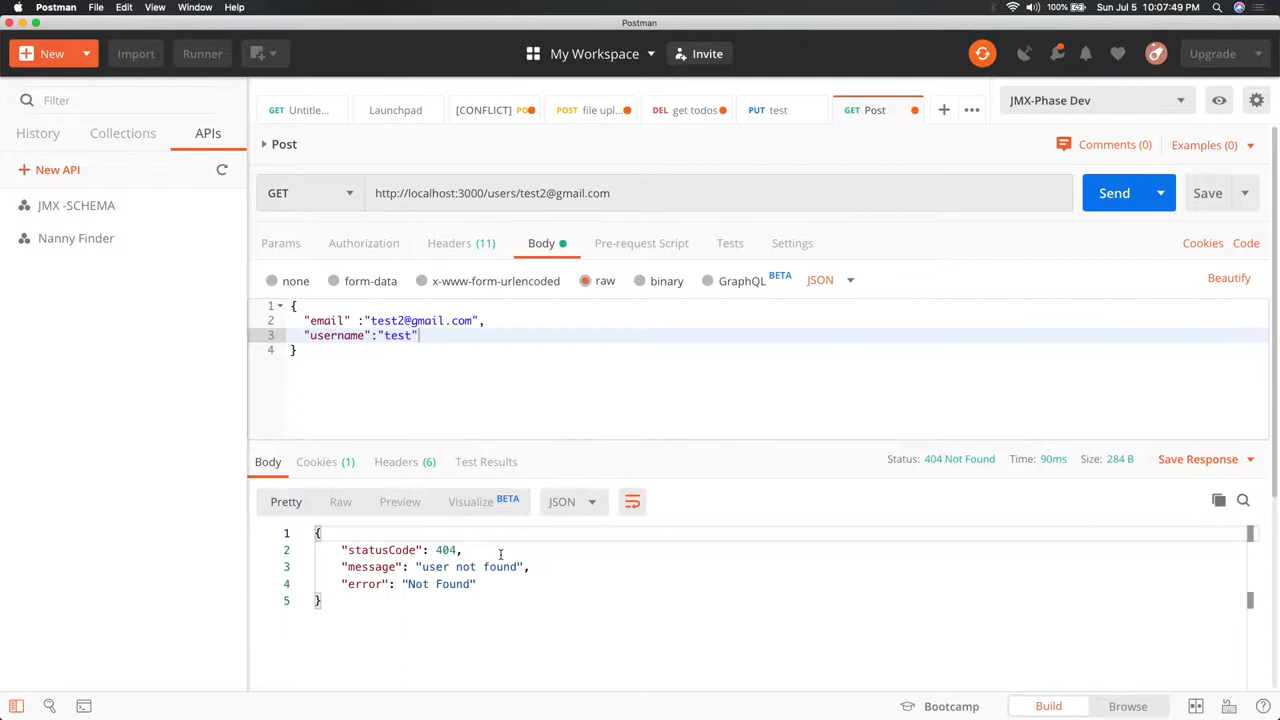 Postman File Edit View Window Help 100% Sun Jul 5 10:07:49 PM
Postman
New Import Runner My Workspace Invite Upgrade
Filter
History Collections APIs
New API
JMX -SCHEMA
Nanny Finder
GET Untitle... Launchpad [CONFLICT] PO POST file upl... DEL get todos PUT test GET Post JMX-Phase Dev
Post Comments (0) Examples (0)
GET http://localhost:3000/users/test2@gmail.com Send Save
Params Authorization Headers (11) Body Pre-request Script Tests Settings Cookies Code
none form-data x-www-form-urlencoded raw binary GraphQL BETA JSON Beautify
1 {
2 "email" :"test2@gmail.com",
3 "username":"test"
4 }
Body Cookies (1) Headers (6) Test Results Status: 404 Not Found Time: 90ms Size: 284 B Save Response
Pretty Raw Preview Visualize BETA JSON
1 {
2 "statusCode": 404,
3 "message": "user not found",
4 "error": "Not Found"
5 }
Bootcamp Build Browse